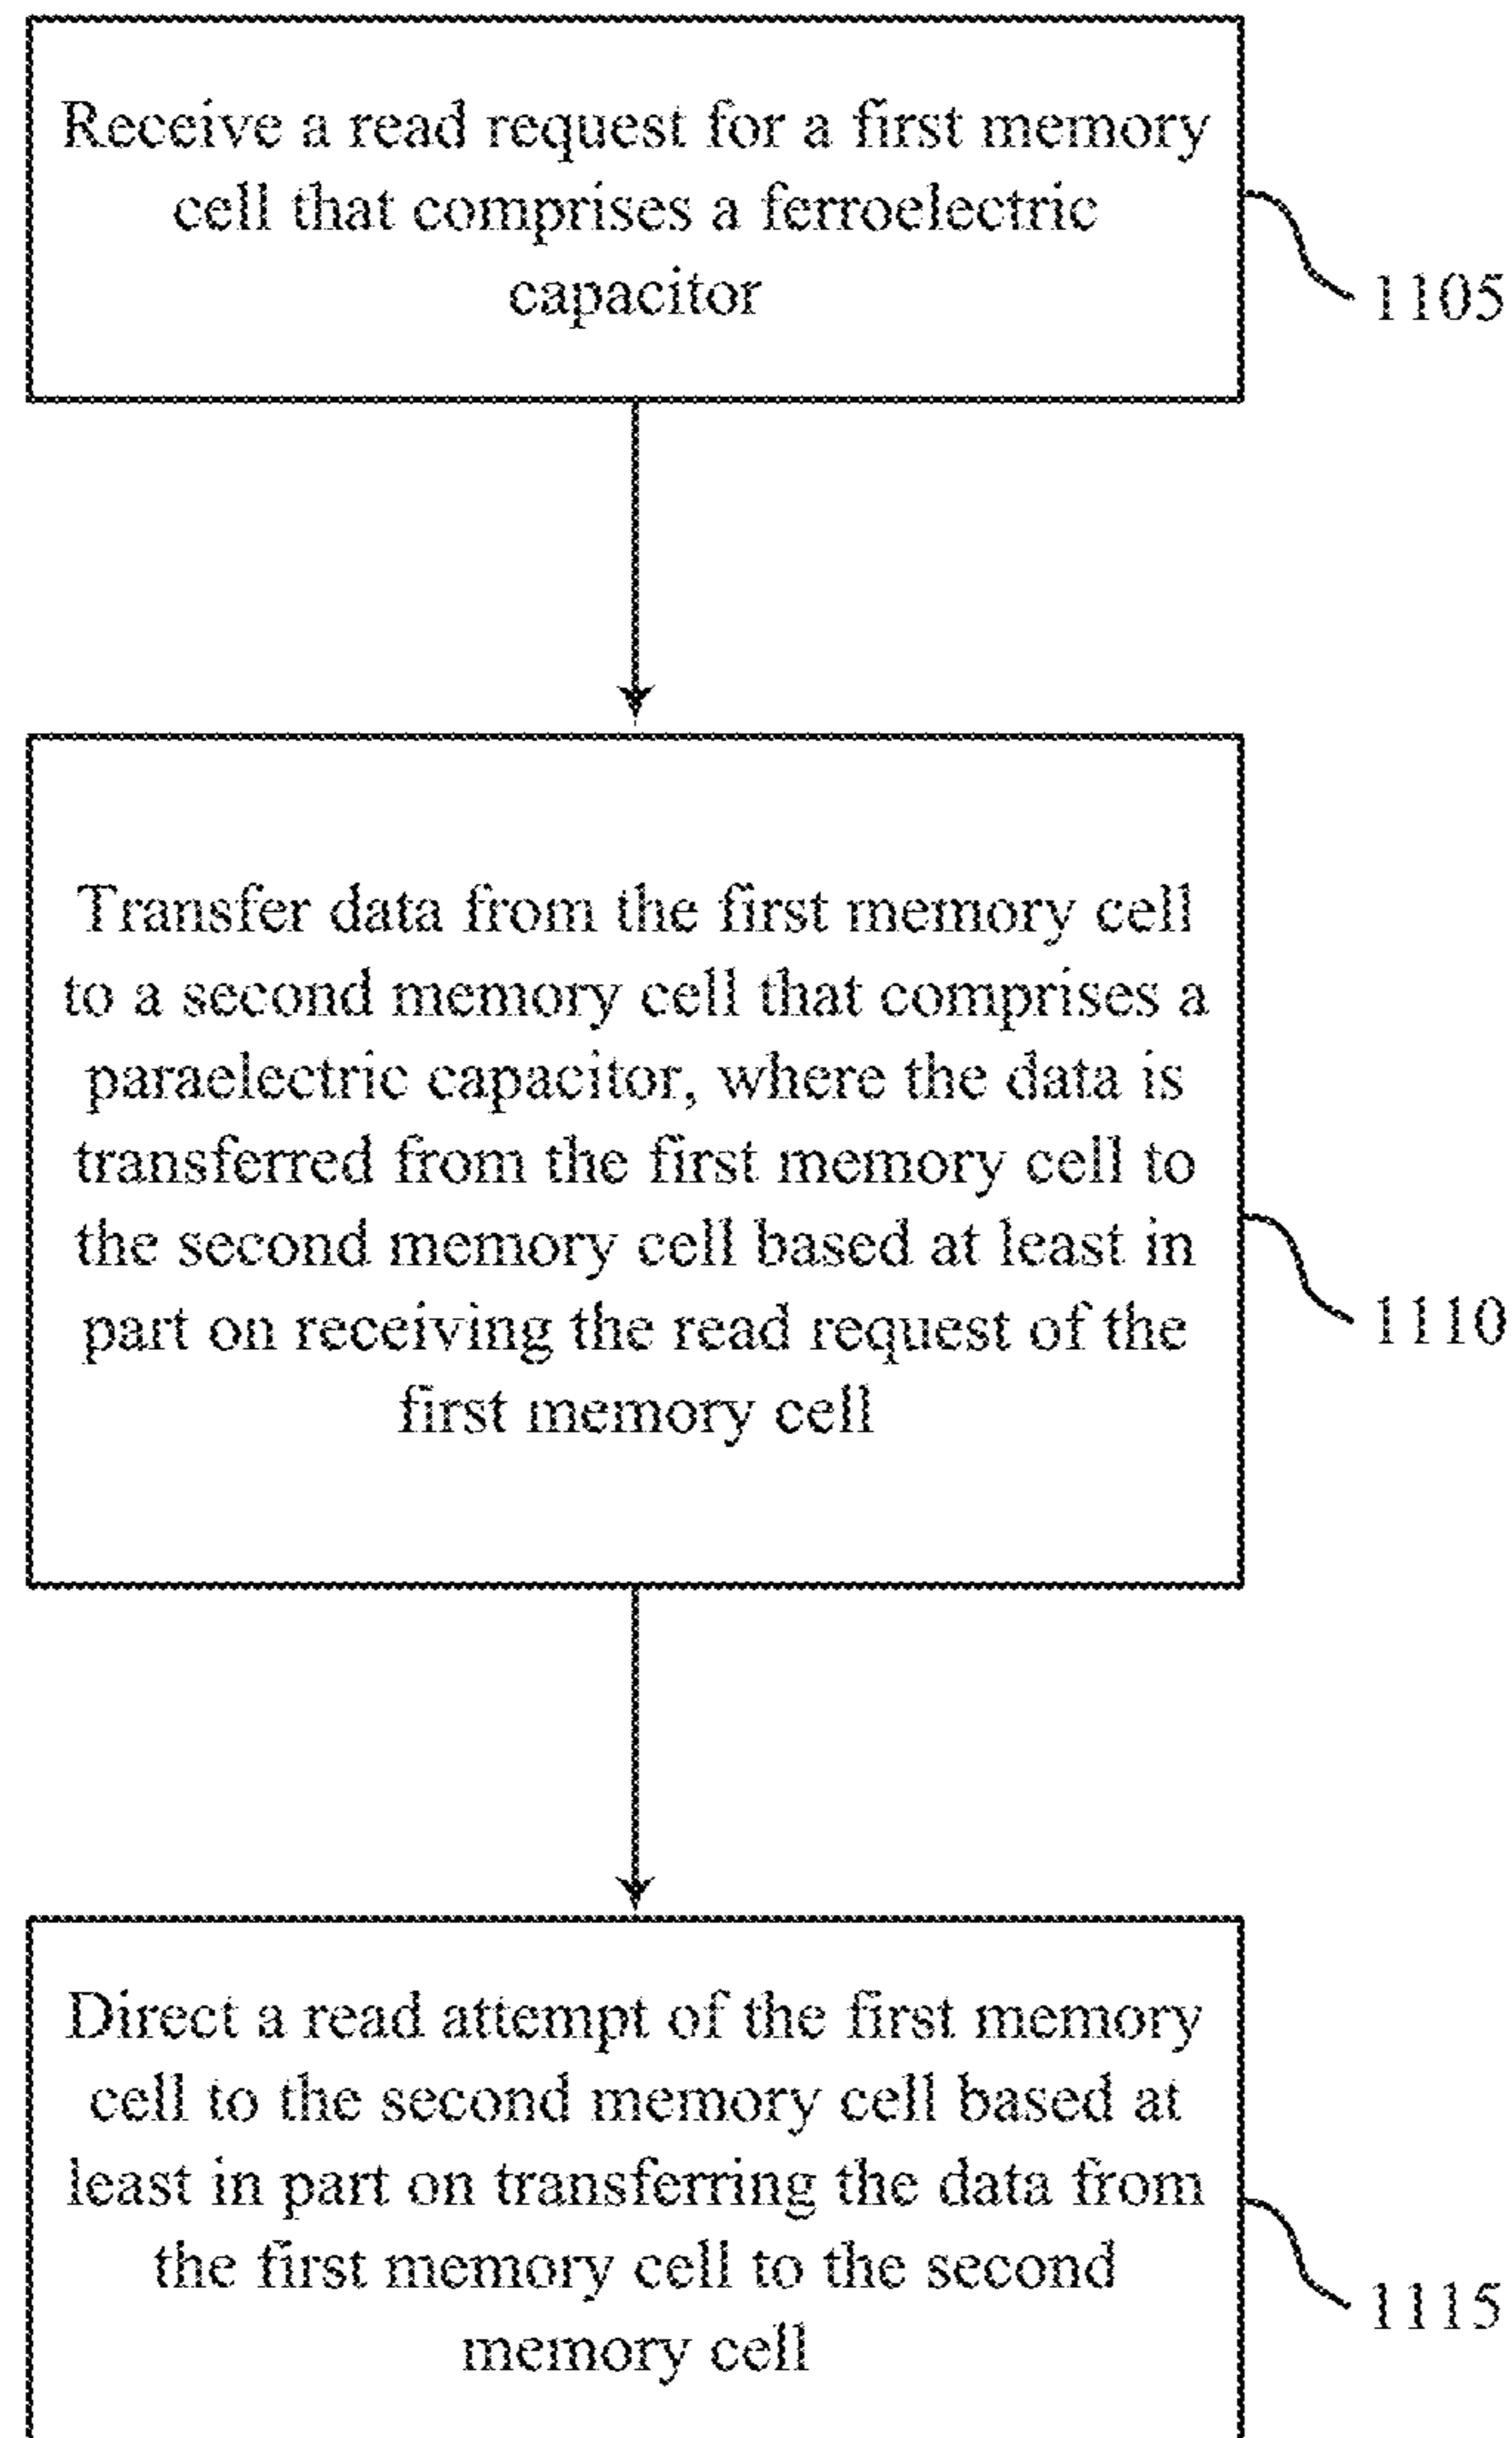 Receive a read request for a first memory
cell that comprises a ferroelectric
capacitor
1105
Transfer data from the first memory cell
to a second memory cell that comprises a
paraelectric capacitor, where the data is
transferred from the first memory cell to
the second memory cell based at least in
part on receiving the read request of the
first memory cell
1110
Direct a read attempt of the first memory
cell to the second memory cell based at
least in part on transferring the data from
the first memory cell to the second
memory cell
1115